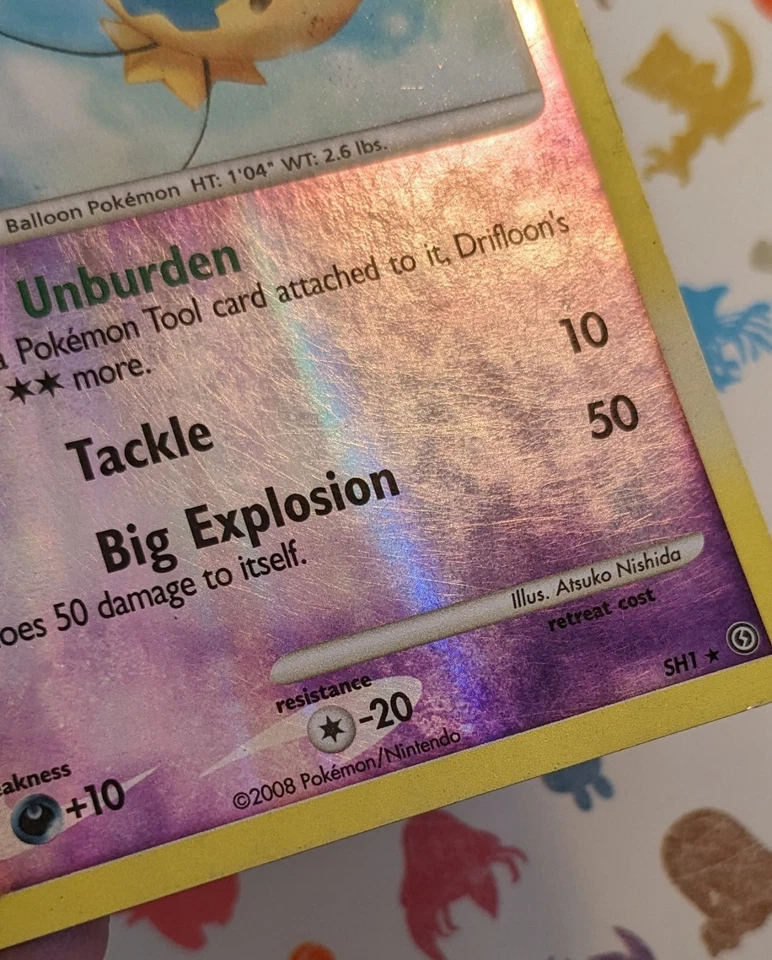 Balloon Pokémon HT: 1'04" WT: 2.6 lbs.
Unburden
a Pokémon Tool card attached to it, Drifloon's
★★ more.
Tackle 10
Big Explosion 50
oes 50 damage to itself.
Illus. Atsuko Nishida
retreat cost
SH1 ★
resistance
-20
eakness
+10
©2008 Pokémon/Nintendo